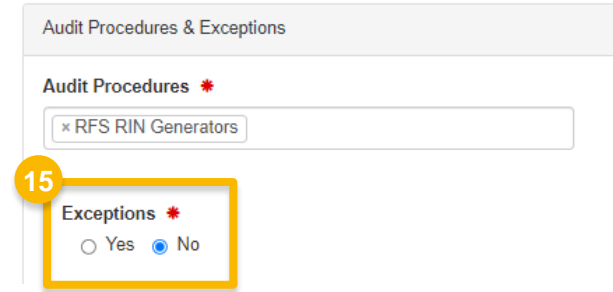 Audit Procedures & Exceptions
Audit Procedures *
× RFS RIN Generators
15
Exceptions *
Yes No